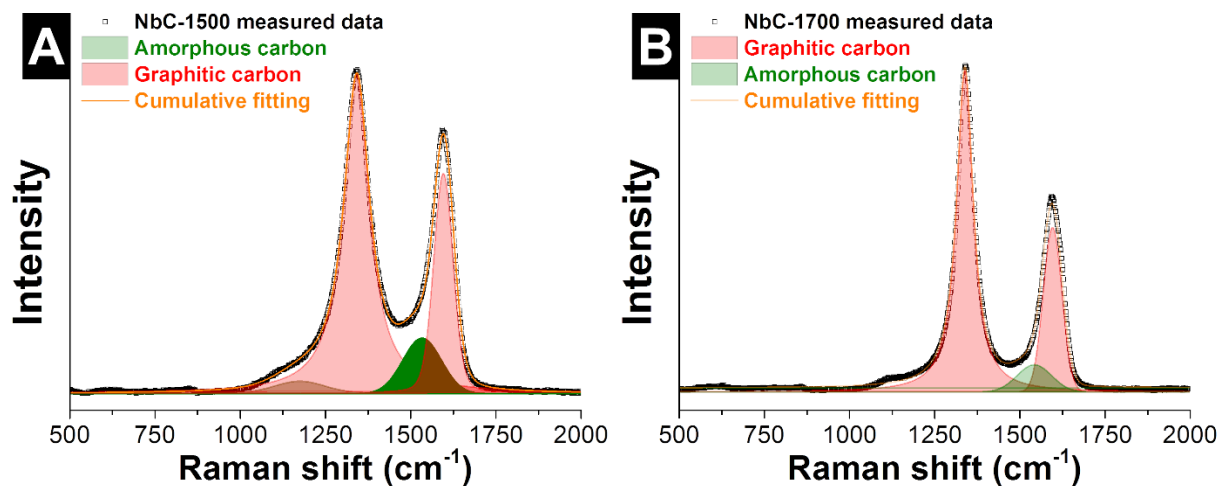 A
NbC-1500 measured data
Amorphous carbon
Graphitic carbon
Cumulative fitting
Intensity
500 750 1000 1250 1500 1750 2000
Raman shift (cm⁻¹)
B
NbC-1700 measured data
Graphitic carbon
Amorphous carbon
Cumulative fitting
Intensity
500 750 1000 1250 1500 1750 2000
Raman shift (cm⁻¹)